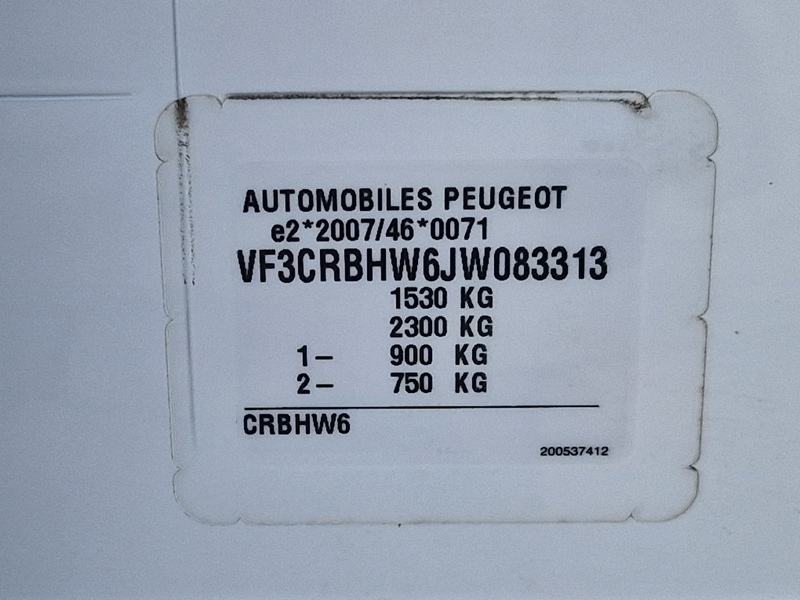 AUTOMOBILES PEUGEOT
e2*2007/46*0071
VF3CRBHW6JW083313
1530 KG
2300 KG
1– 900 KG
2– 750 KG
CRBHW6
200537412